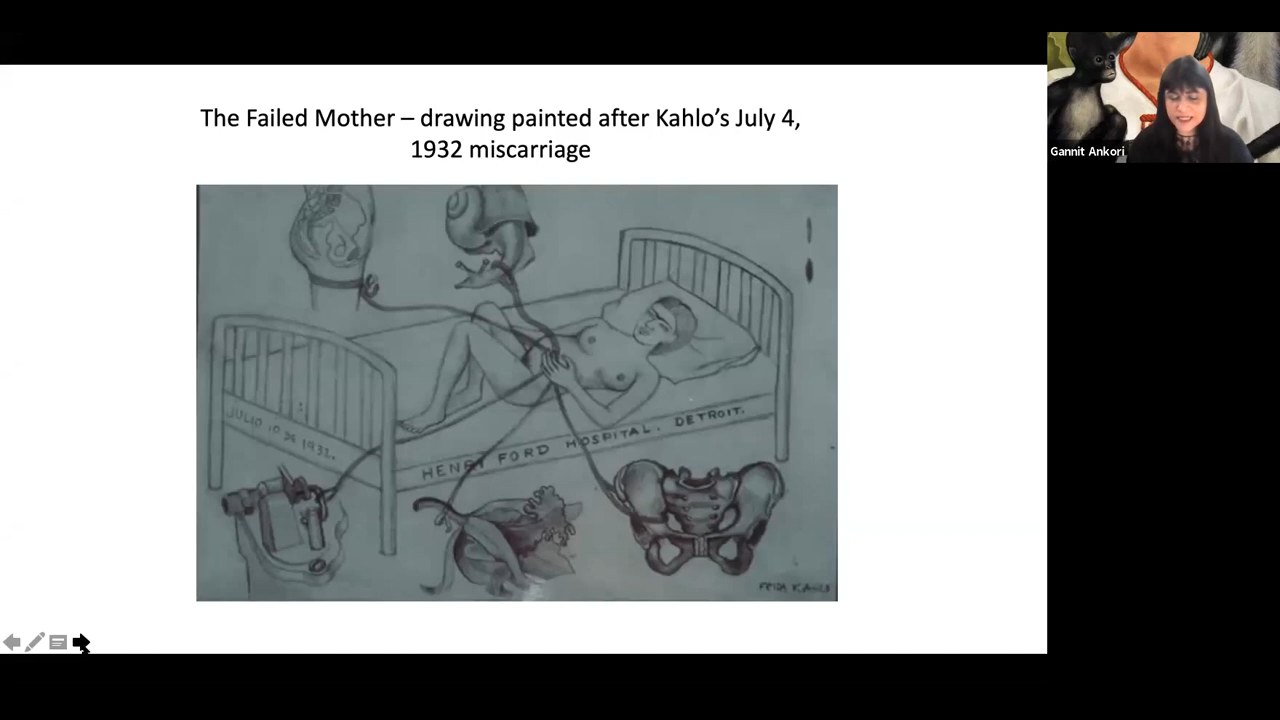 The Failed Mother – drawing painted after Kahlo’s July 4,
1932 miscarriage
Gannit Ankori
JULIO 10 DE 1932.
HENRY FORD HOSPITAL. DETROIT.
FRIDA KAHLO